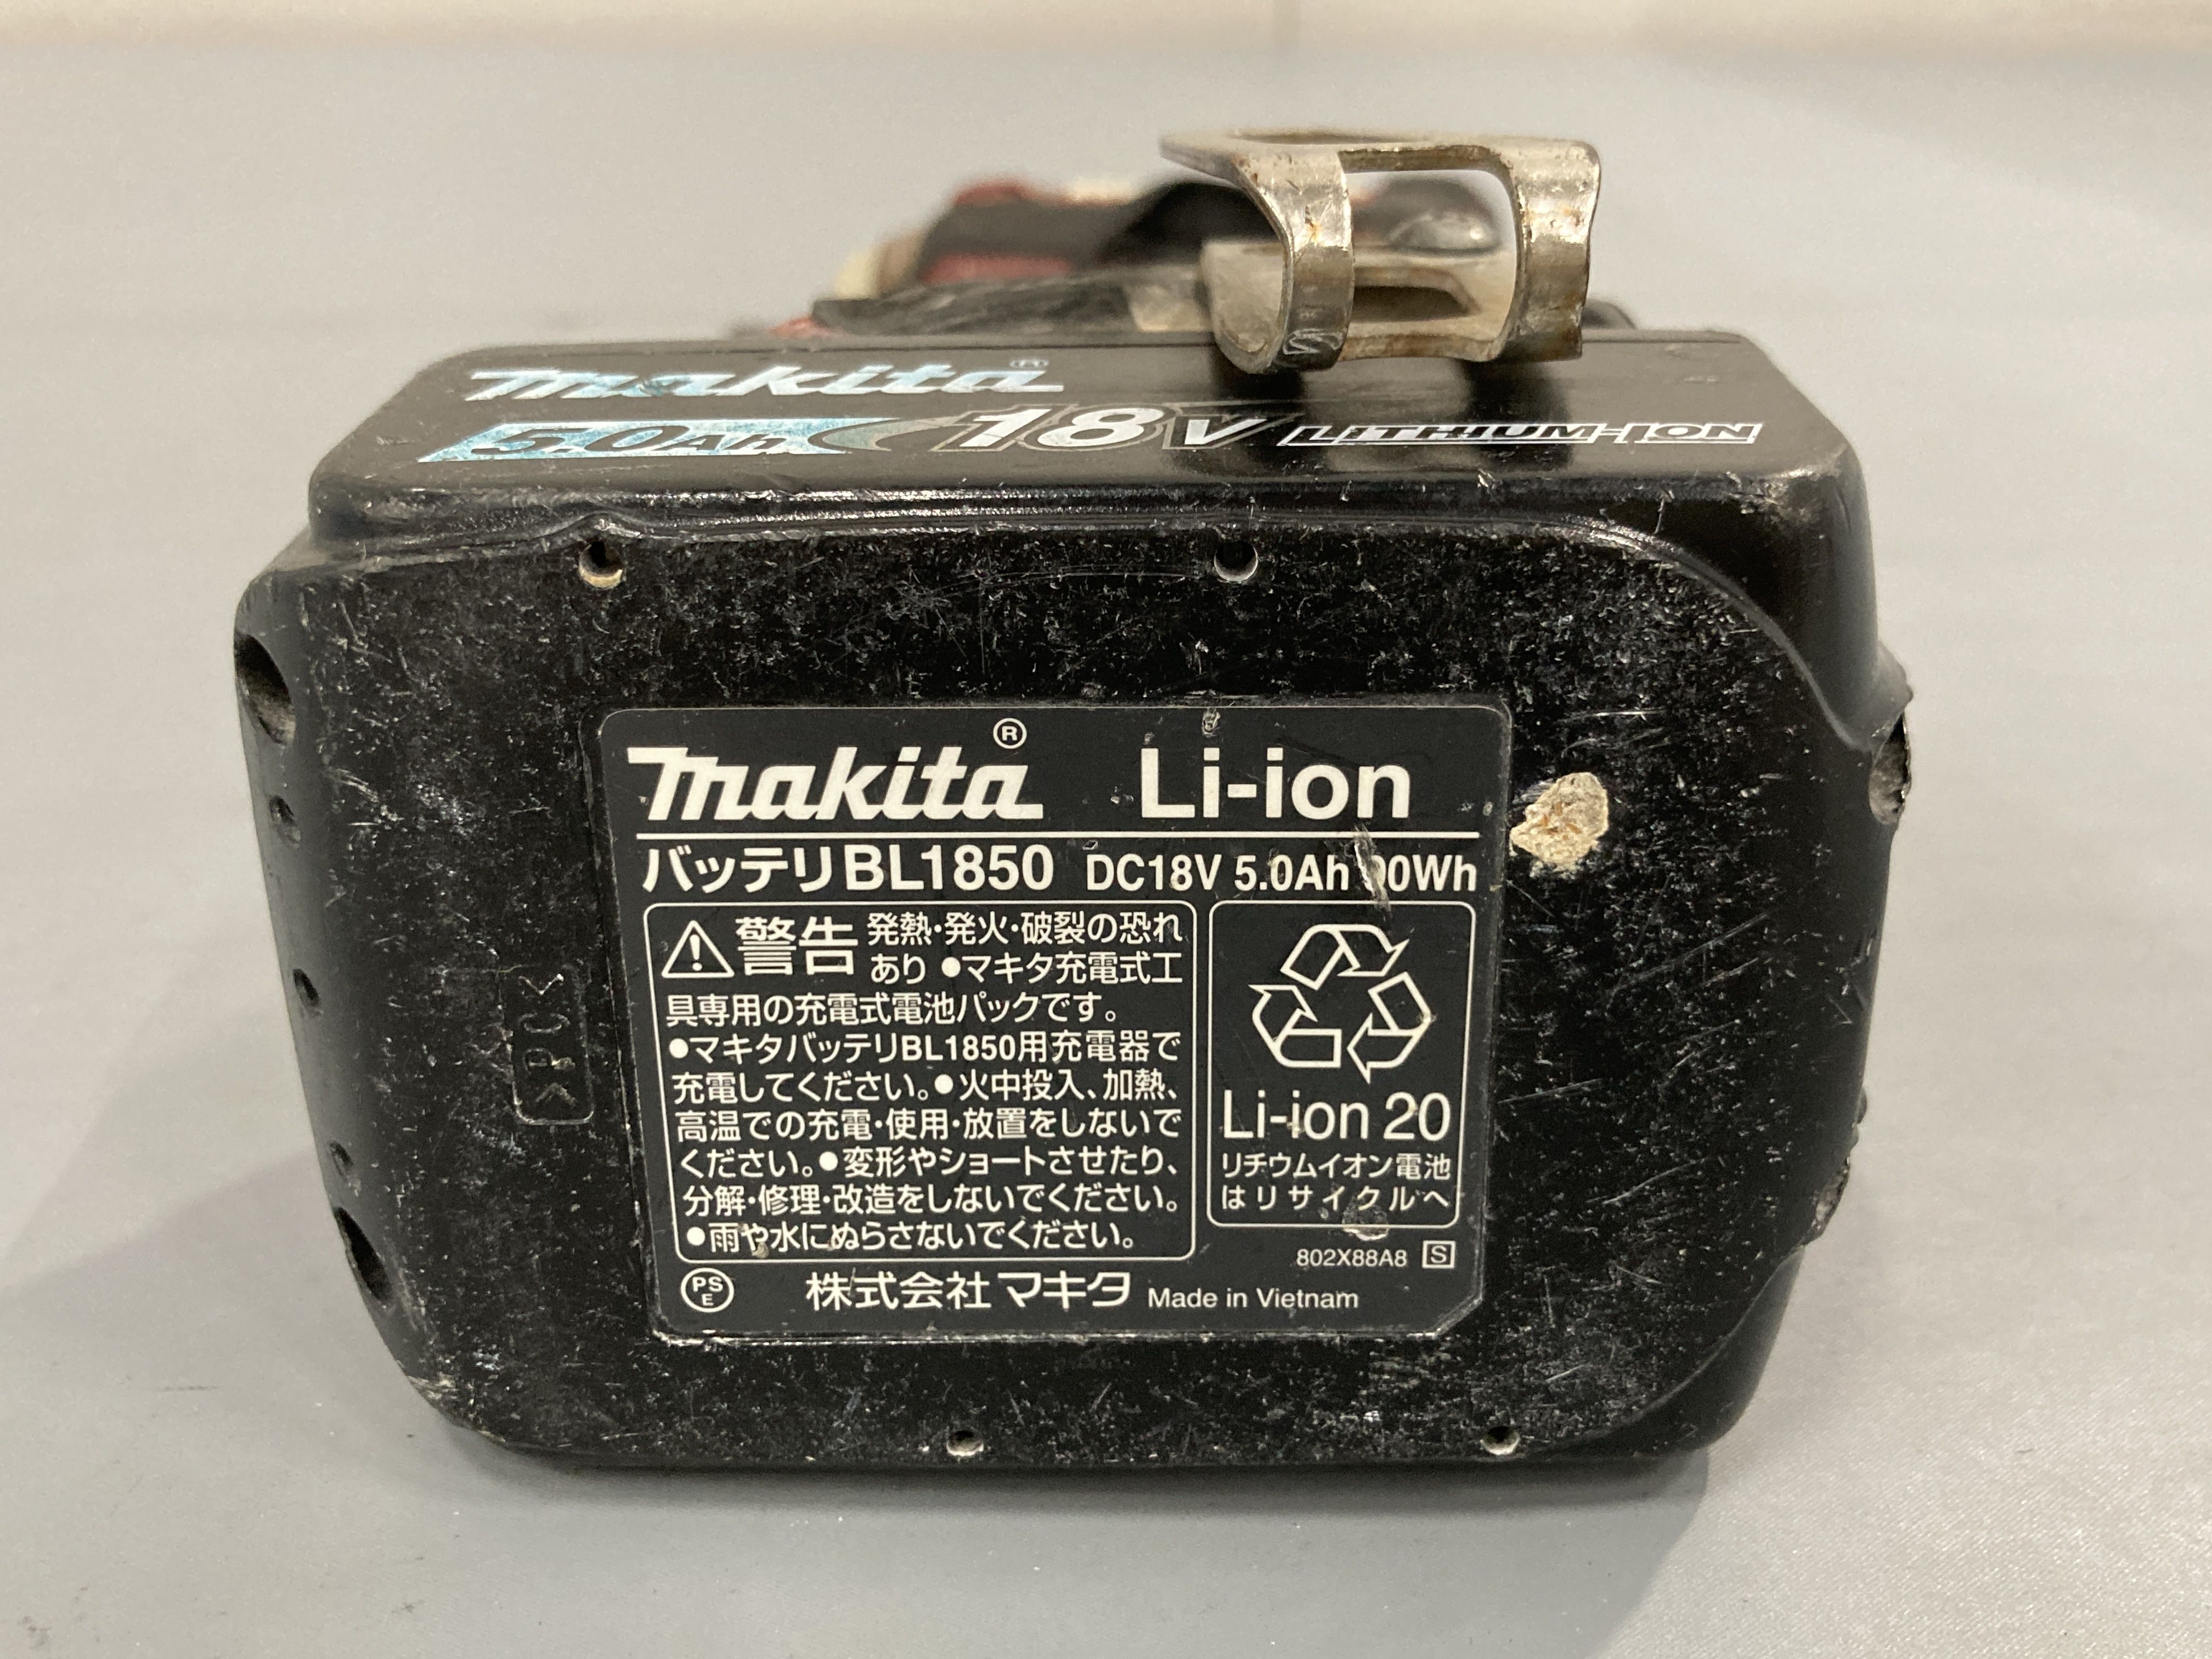 makita®
5.0Ah 18V LITHIUM-ION
makita® Li-ion
バッテリBL1850 DC18V 5.0Ah 90Wh
警告 発熱・発火・破裂の恐れ
あり ●マキタ充電式工
具専用の充電式電池パックです。
●マキタバッテリBL1850用充電器で
充電してください。●火中投入、加熱、
高温での充電・使用・放置をしないで
ください。●変形やショートさせたり、
分解・修理・改造をしないでください。
●雨や水にぬらさないでください。
Li-ion 20
リチウムイオン電池
はリサイクルへ
802X88A8 S
PSE 株式会社マキタ Made in Vietnam